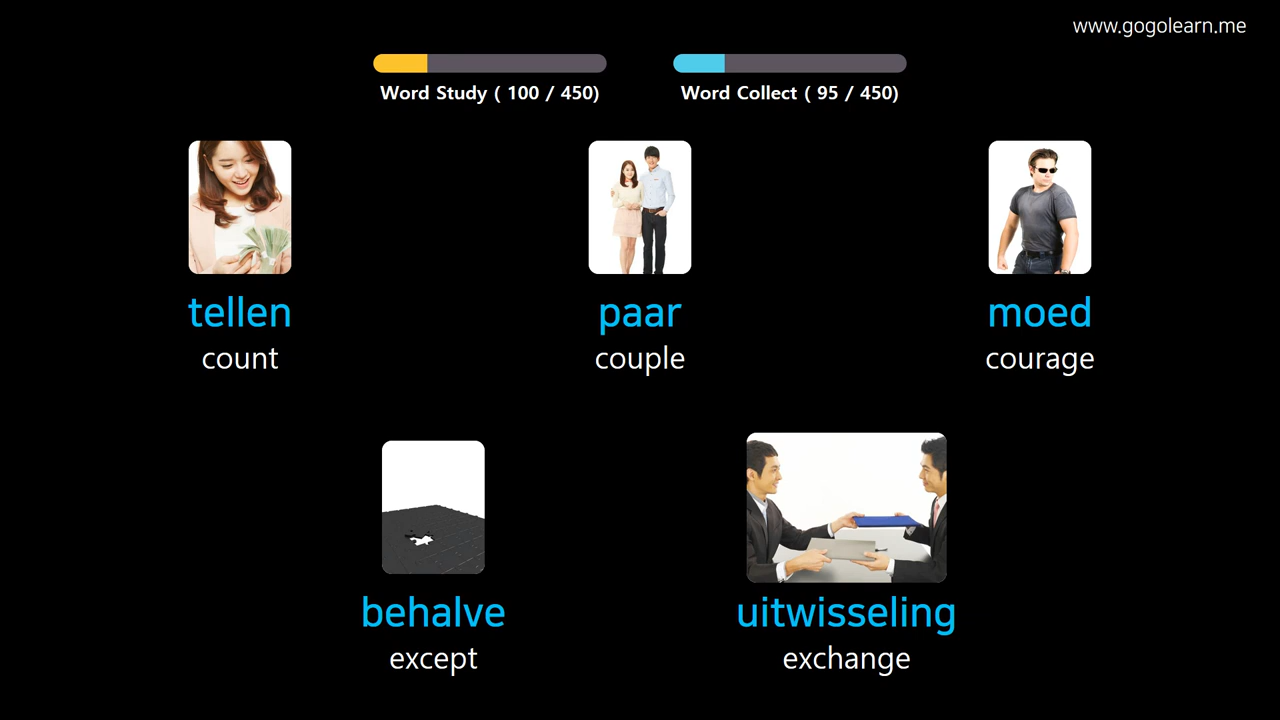 www.gogolearn.me
Word Study ( 100 / 450)
Word Collect ( 95 / 450)
tellen
count
paar
couple
moed
courage
behalve
except
uitwisseling
exchange